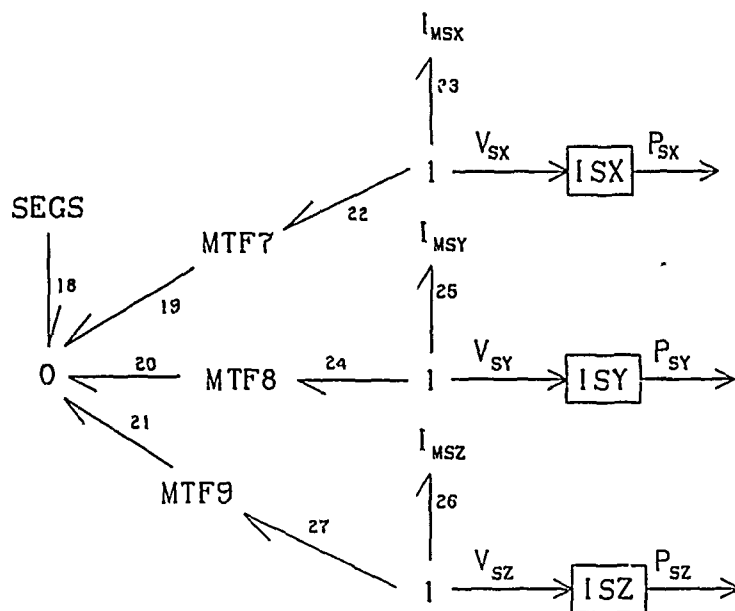 I_MSX
23
V_SX
ISX
P_SX
1
SEGS
22
MTF7
I_MSY
18
19
25
V_SY
ISY
P_SY
0
20
MTF8
24
1
21
I_MSZ
MTF9
26
27
V_SZ
ISZ
P_SZ
1